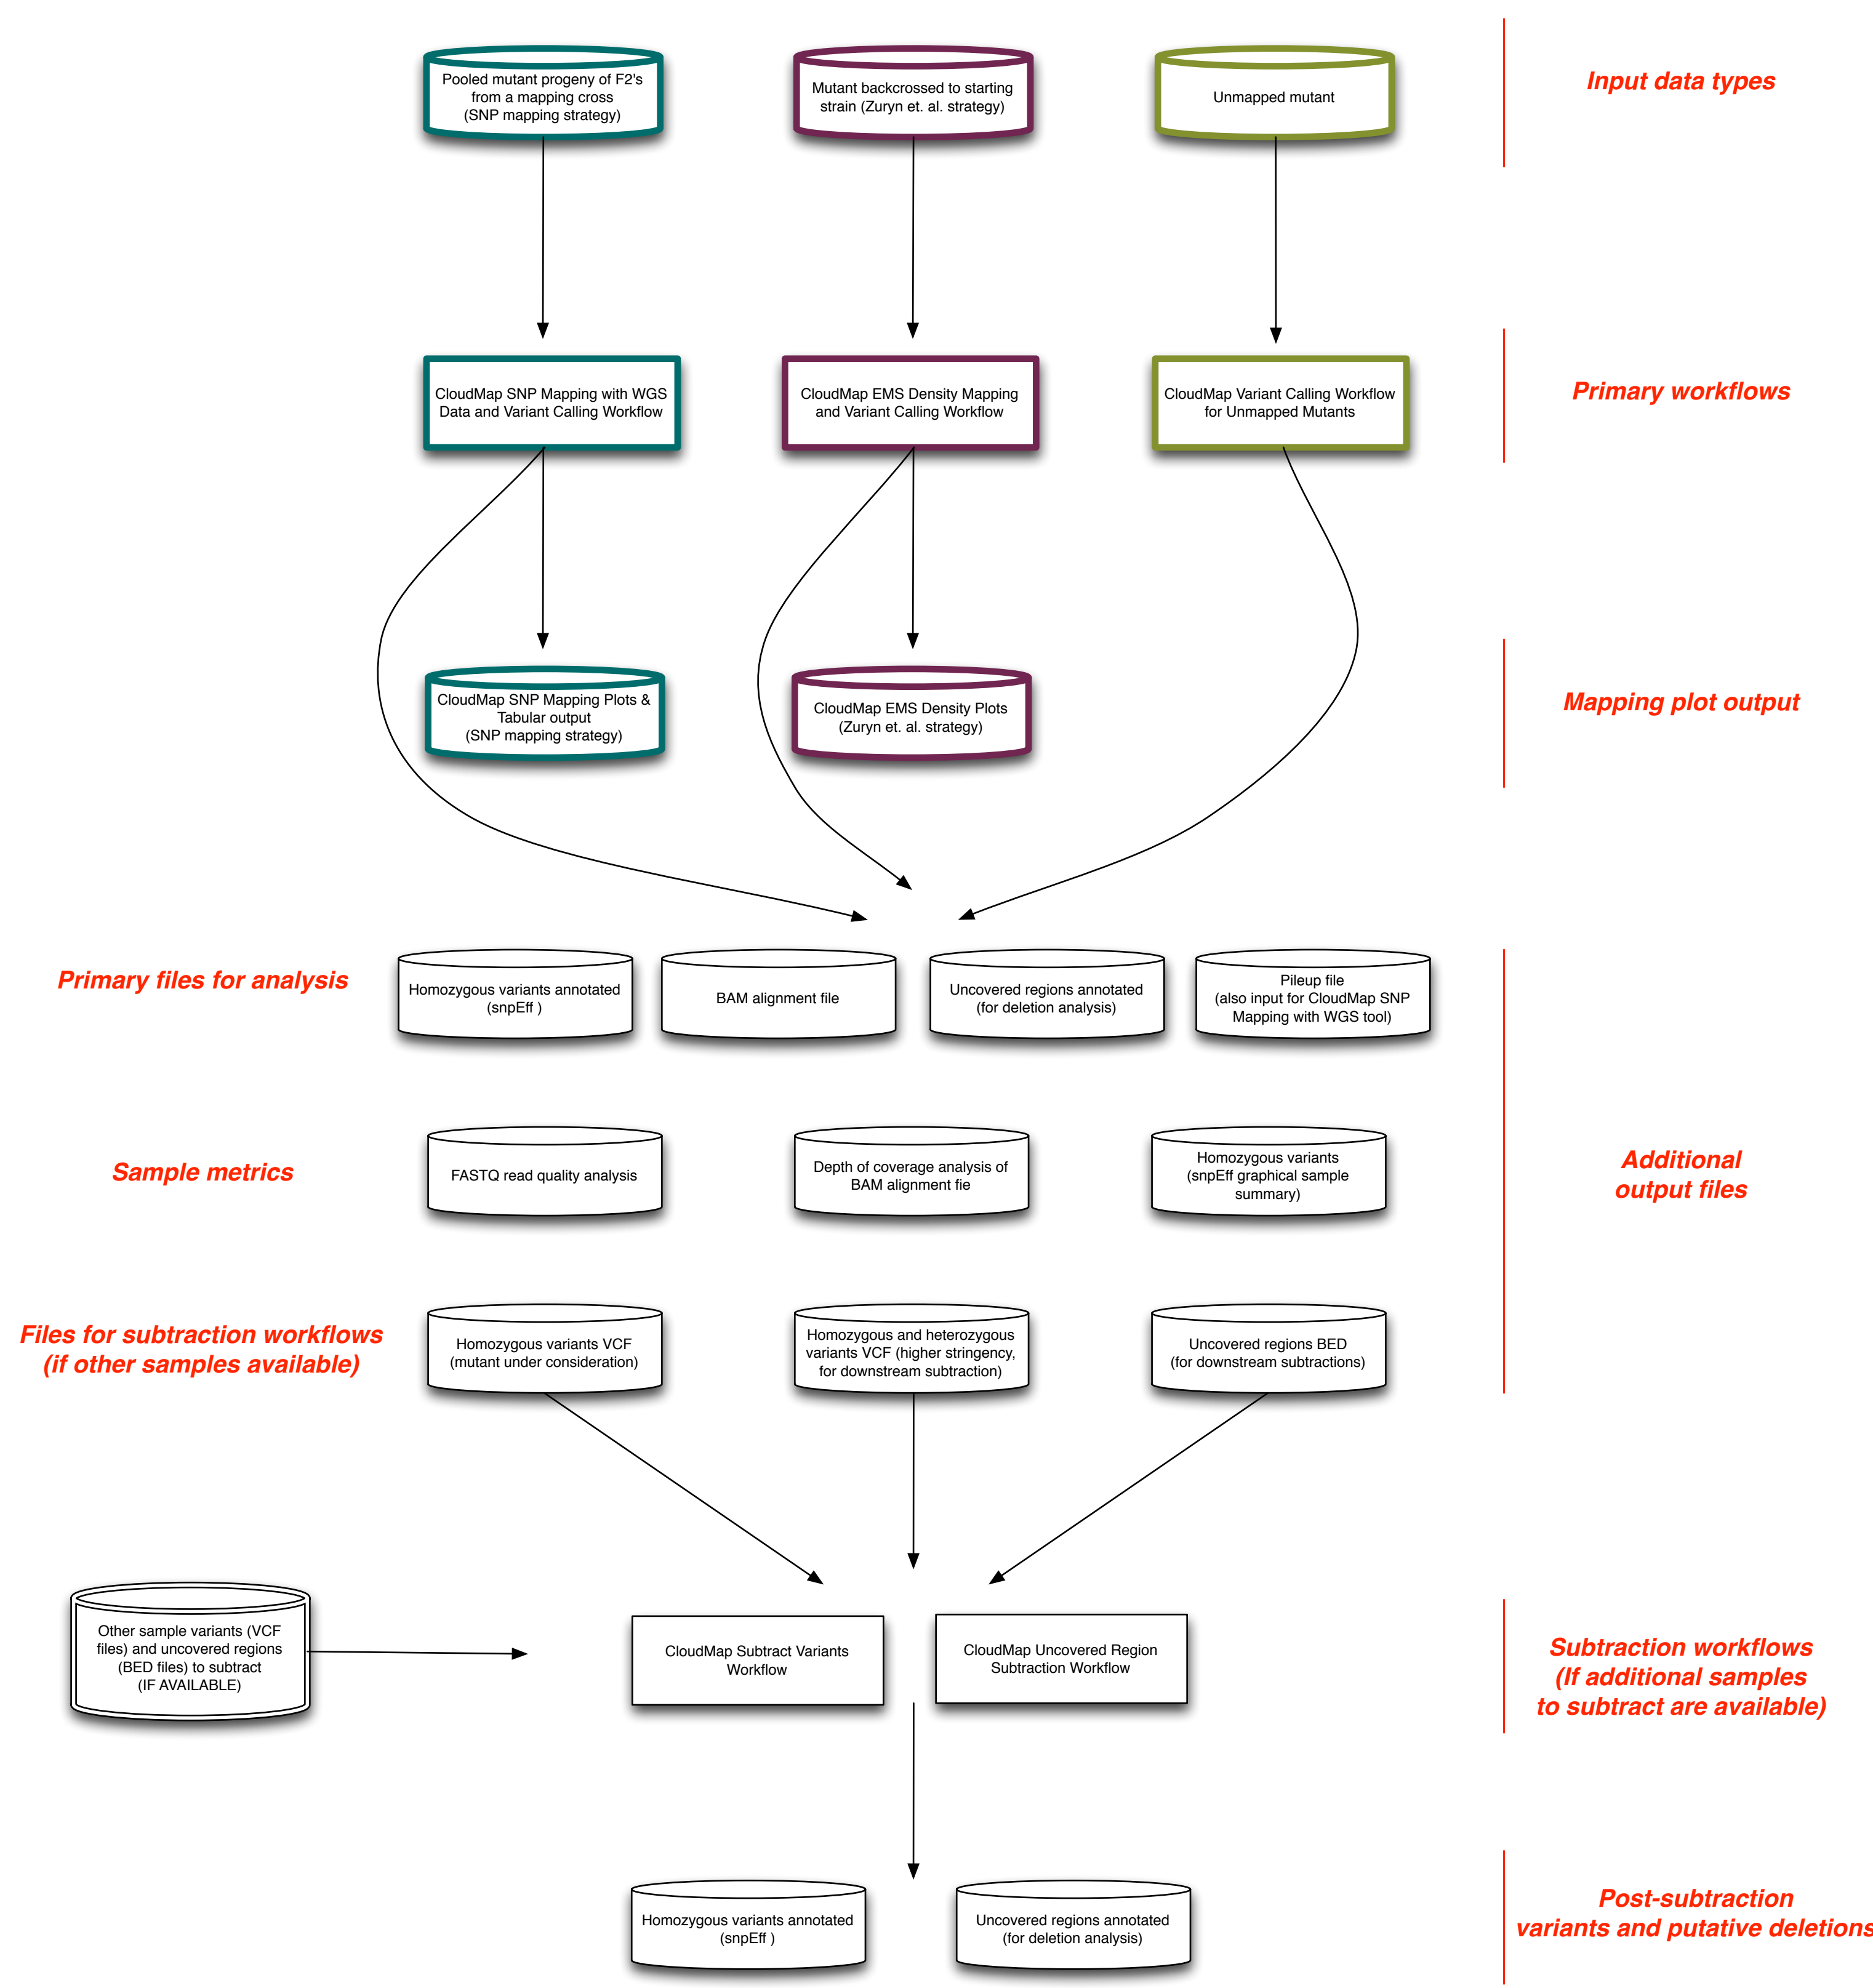 Pooled mutant progeny of F2's
from a mapping cross
(SNP mapping strategy)
Mutant backcrossed to starting
strain (Zuryn et. al. strategy)
Unmapped mutant
Input data types
CloudMap SNP Mapping with WGS
Data and Variant Calling Workflow
CloudMap EMS Density Mapping
and Variant Calling Workflow
CloudMap Variant Calling Workflow
for Unmapped Mutants
Primary workflows
CloudMap SNP Mapping Plots &
Tabular output
(SNP mapping strategy)
CloudMap EMS Density Plots
(Zuryn et. al. strategy)
Mapping plot output
Primary files for analysis
Homozygous variants annotated
(snpEff )
BAM alignment file
Uncovered regions annotated
(for deletion analysis)
Pileup file
(also input for CloudMap SNP
Mapping with WGS tool)
Sample metrics
FASTQ read quality analysis
Depth of coverage analysis of
BAM alignment fie
Homozygous variants
(snpEff graphical sample
summary)
Additional
output files
Files for subtraction workflows
(if other samples available)
Homozygous variants VCF
(mutant under consideration)
Homozygous and heterozygous
variants VCF (higher stringency,
for downstream subtraction)
Uncovered regions BED
(for downstream subtractions)
Other sample variants (VCF
files) and uncovered regions
(BED files) to subtract
(IF AVAILABLE)
CloudMap Subtract Variants
Workflow
CloudMap Uncovered Region
Subtraction Workflow
Subtraction workflows
(If additional samples
to subtract are available)
Homozygous variants annotated
(snpEff )
Uncovered regions annotated
(for deletion analysis)
Post-subtraction
variants and putative deletions